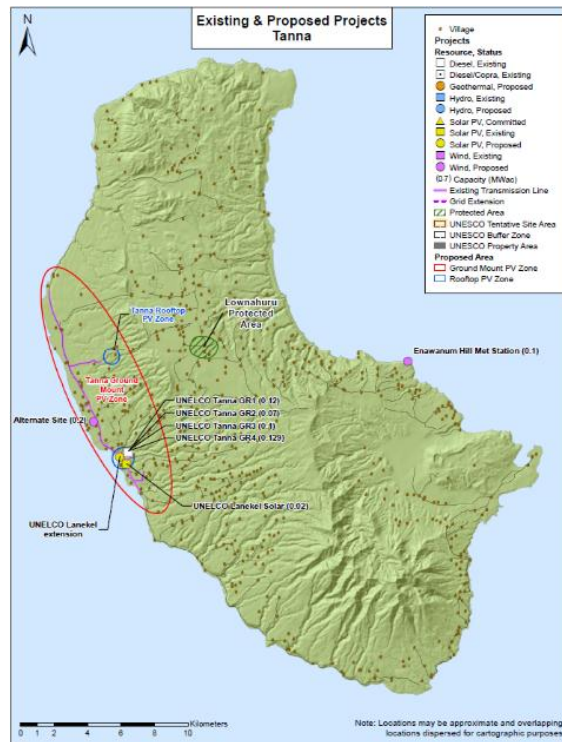 Existing & Proposed Projects
Tanna
N
Village
Projects
Resource, Status
Diesel, Existing
Diesel/Copra, Existing
Geothermal, Proposed
Hydro, Existing
Hydro, Proposed
Solar PV, Committed
Solar PV, Existing
Solar PV, Proposed
Wind, Existing
Wind, Proposed
(0.7) Capacity (MWac)
Existing Transmission Line
Grid Extension
Protected Area
UNESCO Tentative Site Area
UNESCO Buffer Zone
UNESCO Property Area
Proposed Area
Ground Mount PV Zone
Rooftop PV Zone
Tanna Rooftop
PV Zone
Lownahuru
Protected
Area
Enawanum Hill Met Station (0.1)
Tanna Ground
Mount
PV Zone
UNELCO Tanna GR1 (0.12)
UNELCO Tanna GR2 (0.07)
UNELCO Tanna GR3 (0.1)
UNELCO Tanna GR4 (0.129)
Alternate Site (0.2)
UNELCO Lanekel Solar (0.02)
UNELCO Lanekel
extension
Kilometers
0 1 2 4 6 8 10
Note: Locations may be approximate and overlapping
locations dispersed for cartographic purposes